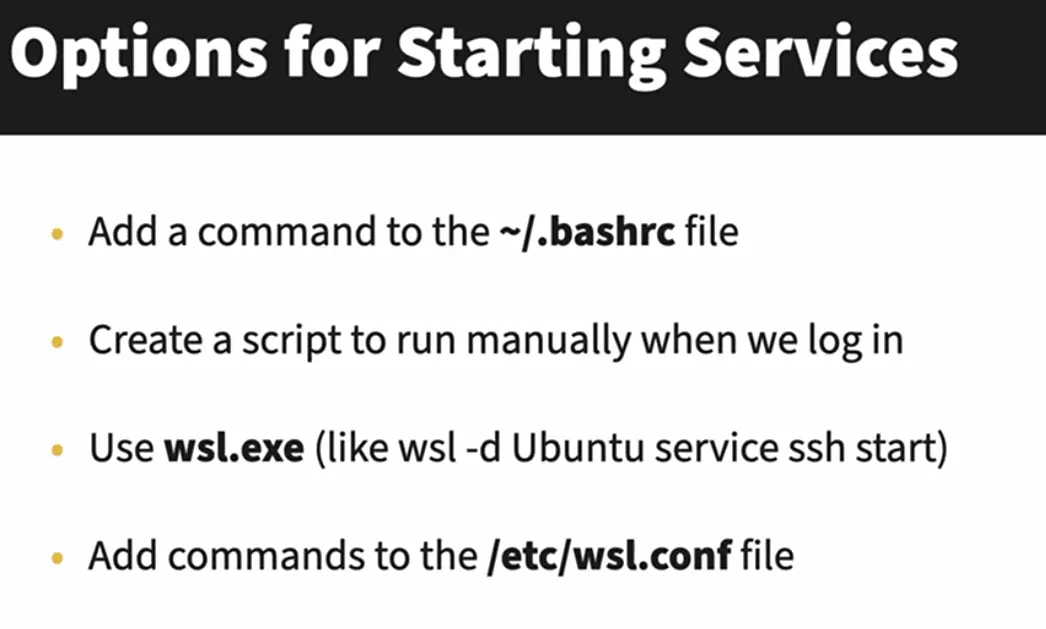 Options for Starting Services
• Add a command to the ~/.bashrc file
• Create a script to run manually when we log in
• Use wsl.exe (like wsl -d Ubuntu service ssh start)
• Add commands to the /etc/wsl.conf file